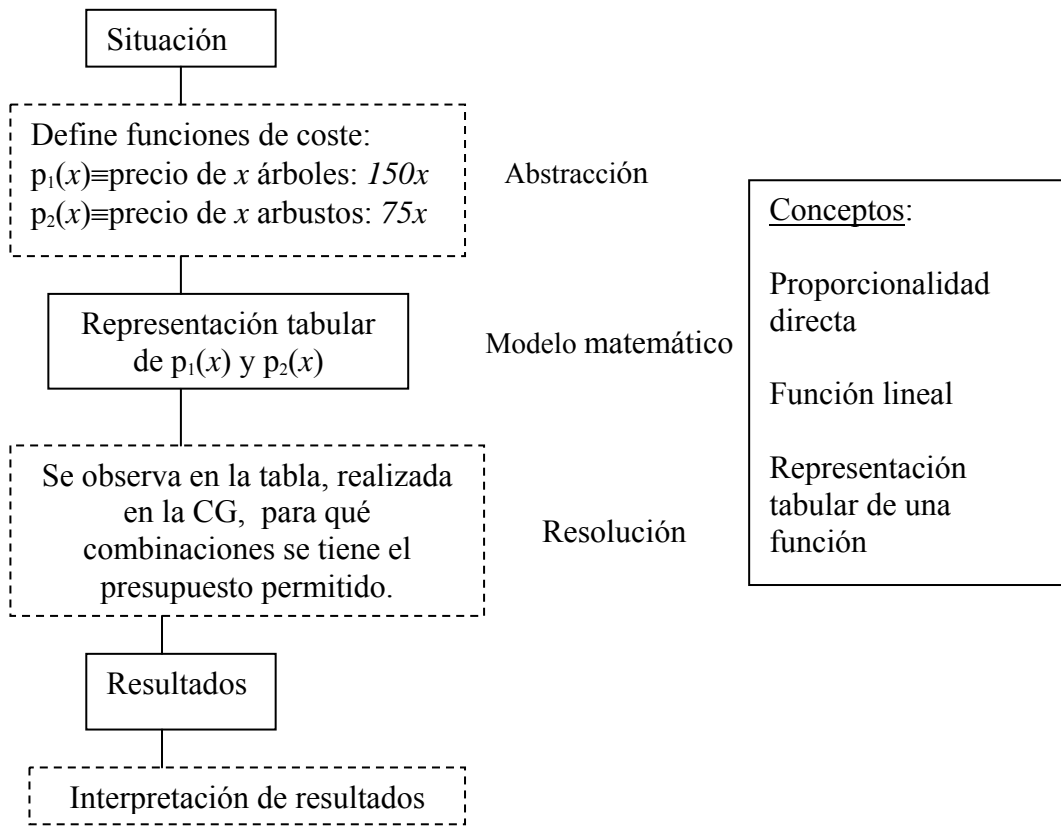 Situación
Define funciones de coste:
p₁(x)≡precio de x árboles: 150x
p₂(x)≡precio de x arbustos: 75x
Abstracción
Representación tabular
de p₁(x) y p₂(x)
Modelo matemático
Se observa en la tabla, realizada
en la CG, para qué
combinaciones se tiene el
presupuesto permitido.
Resolución
Resultados
Interpretación de resultados
Conceptos:
Proporcionalidad
directa
Función lineal
Representación
tabular de una
función